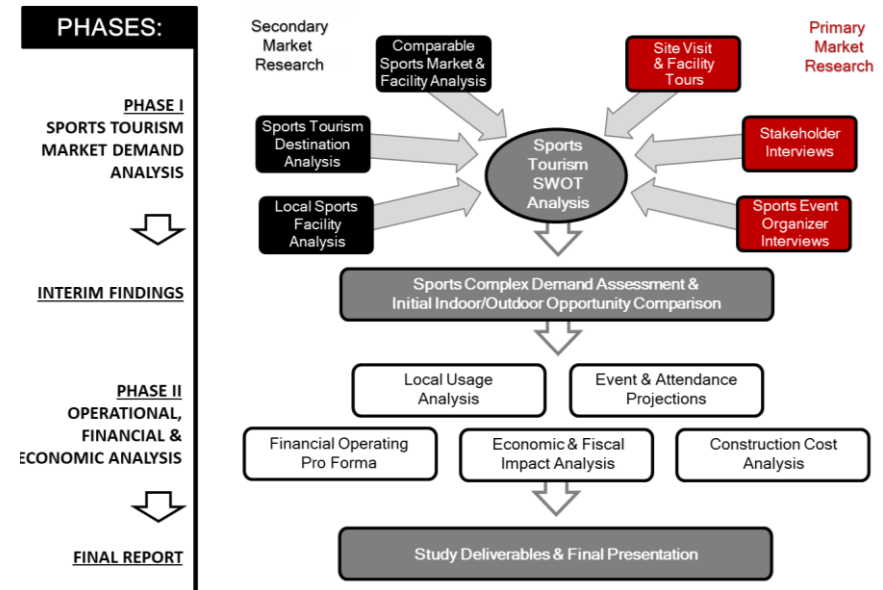 PHASES:
PHASE I
SPORTS TOURISM
MARKET DEMAND
ANALYSIS
INTERIM FINDINGS
PHASE II
OPERATIONAL,
FINANCIAL &
ECONOMIC ANALYSIS
FINAL REPORT
Secondary
Market
Research
Comparable
Sports Market &
Facility Analysis
Site Visit
& Facility
Tours
Primary
Market
Research
Sports Tourism
Destination
Analysis
Sports
Tourism
SWOT
Analysis
Stakeholder
Interviews
Local Sports
Facility
Analysis
Sports Event
Organizer
Interviews
Sports Complex Demand Assessment &
Initial Indoor/Outdoor Opportunity Comparison
Local Usage
Analysis
Event & Attendance
Projections
Financial Operating
Pro Forma
Economic & Fiscal
Impact Analysis
Construction Cost
Analysis
Study Deliverables & Final Presentation